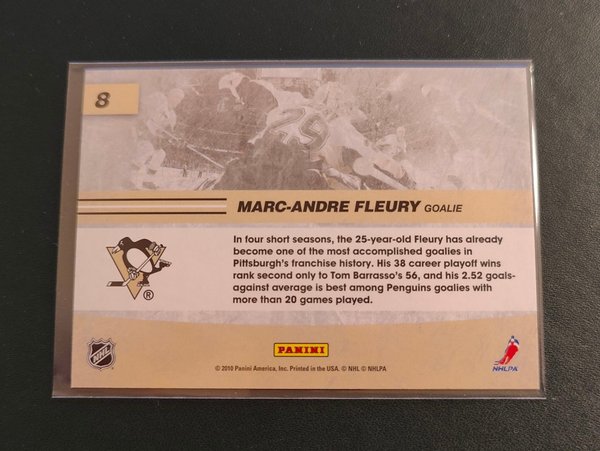 8
29
MARC-ANDRE FLEURY GOALIE
In four short seasons, the 25-year-old Fleury has already
become one of the most accomplished goalies in
Pittsburgh's franchise history. His 38 career playoff wins
rank second only to Tom Barrasso's 56, and his 2.52 goals-
against average is best among Penguins goalies with
more than 20 games played.
®
NHL
PANINI
NHLPA
© 2010 Panini America, Inc. Printed in the USA. © NHL © NHLPA